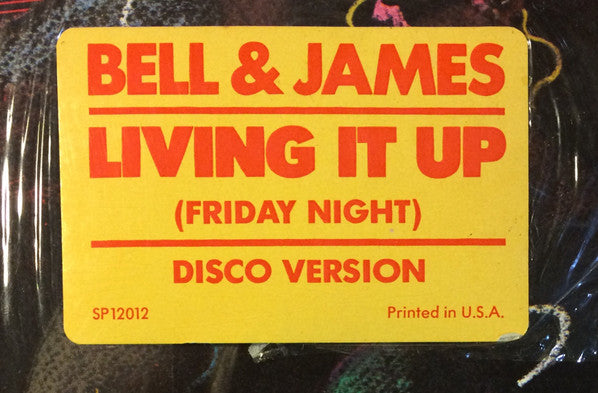 BELL & JAMES
LIVING IT UP
(FRIDAY NIGHT)
DISCO VERSION
SP12012
Printed in U.S.A.